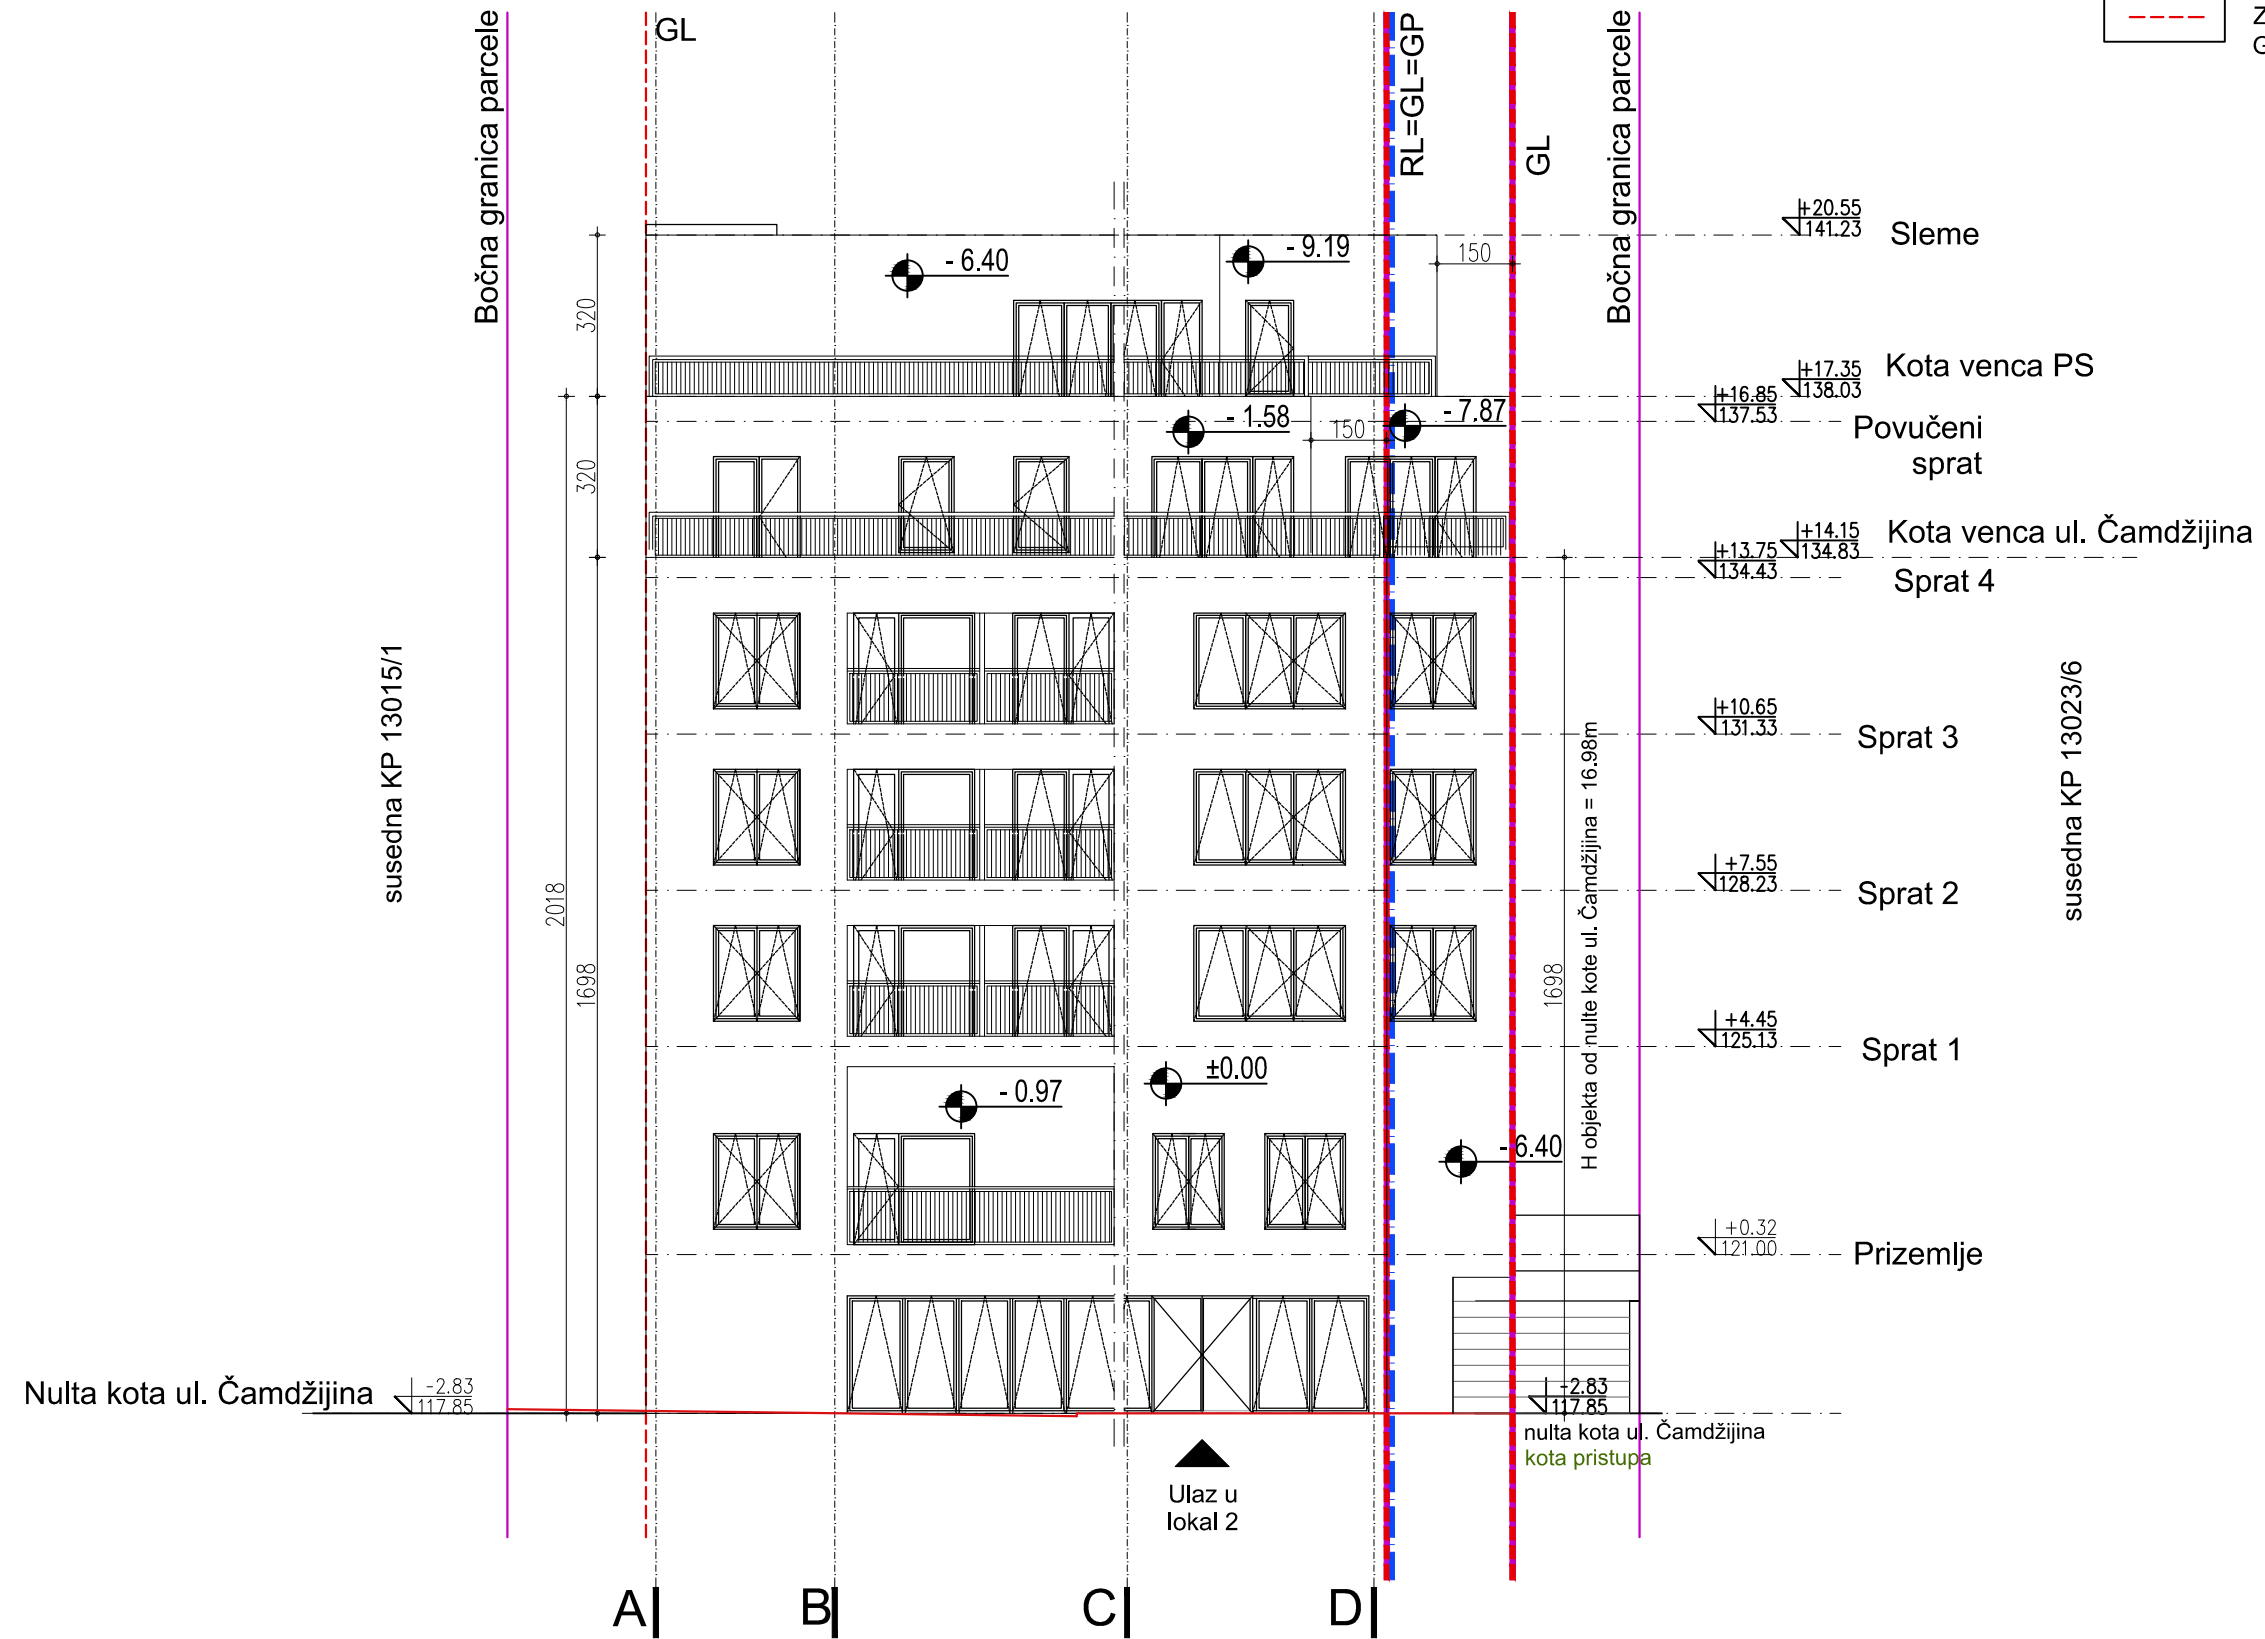 Bočna granica parcele
GL
RL=GL=GP
GL
Bočna granica parcele
+20.55
141.23
Sleme
- 6.40
- 9.19
150
320
+17.35
138.03
Kota venca PS
+16.85
137.53
Povučeni
sprat
- 1.58
150
- 7.87
320
+14.15
134.83
Kota venca ul. Čamdžijina
+13.75
134.43
Sprat 4
susedna KP 13015/1
+10.65
131.33
Sprat 3
susedna KP 13023/6
2018
1698
1698
H objekta od nulte kote ul. Čamdžijina = 16.98m
+7.55
128.23
Sprat 2
+4.45
125.13
Sprat 1
- 0.97
±0.00
- 6.40
+0.32
121.00
Prizemlje
Nulta kota ul. Čamdžijina
-2.83
117.85
-2.83
117.85
nulta kota ul. Čamdžijina
kota pristupa
Ulaz u
lokal 2
A
B
C
D